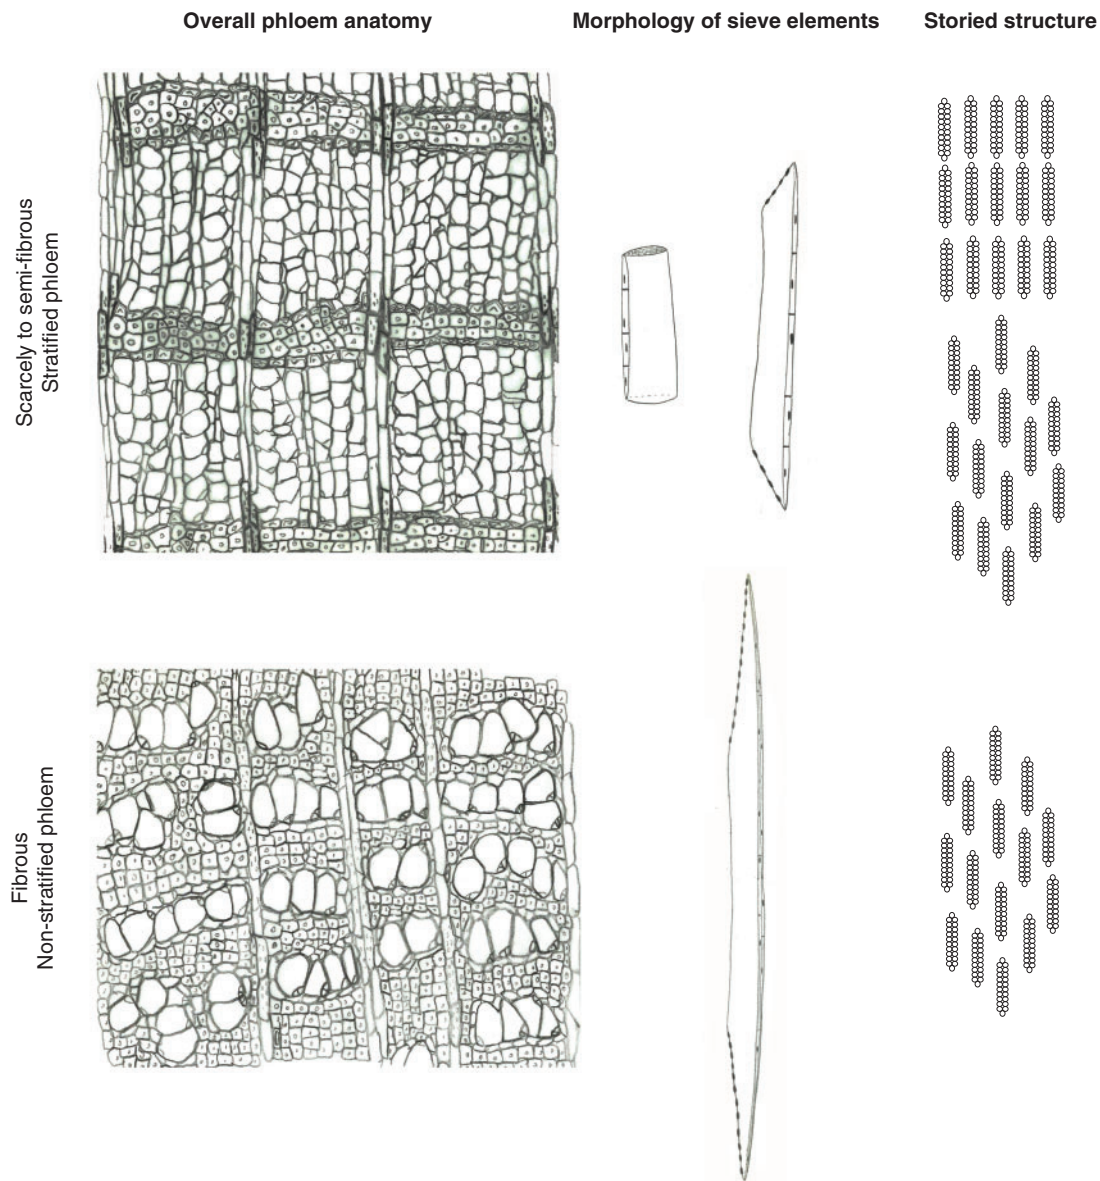 Overall phloem anatomy
Morphology of sieve elements
Storied structure
Scarcely to semi-fibrous
Stratified phloem
Fibrous
Non-stratified phloem